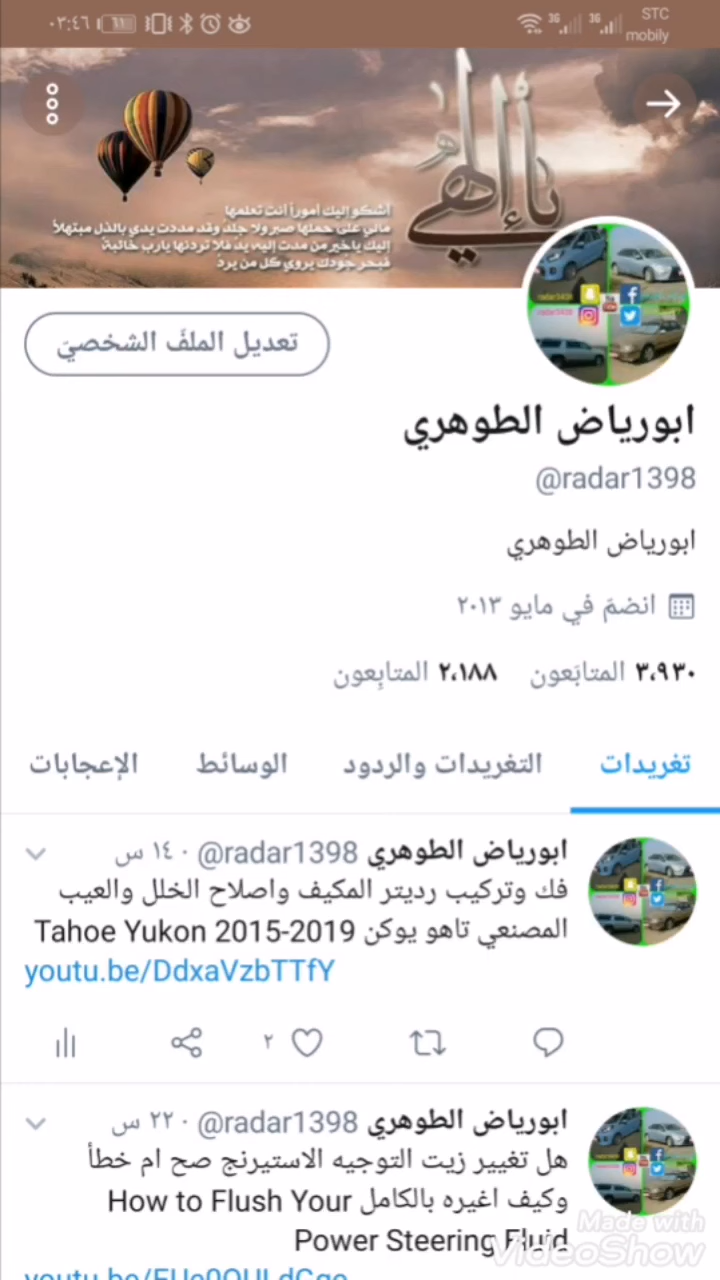 ٠٣:٤٦
61
3G
3G
STC
mobily
يا إلهي
أشكو إليك أموراً أنت تعلمها
مالي على حملها صبر ولا جلد وقد مددت يدي بالذل مبتهلاً
إليك ياخير من مدت إليه يد فلا تردنها يارب خائبة
فبحر جودك يروي كل من يرد
تعديل الملفّ الشخصيّ
ابورياض الطوهري
@radar1398
ابورياض الطوهري
انضمّ في مايو ٢٠١٣
٣،٩٣٠ المتابَعون ٢،١٨٨ المتابِعون
تغريدات
التغريدات والردود
الوسائط
الإعجابات
ابورياض الطوهري @radar1398 · ١٤ س
فك وتركيب رديتر المكيف واصلاح الخلل والعيب
المصنعي تاهو يوكن Tahoe Yukon 2015-2019
youtu.be/DdxaVzbTTfY
٢
ابورياض الطوهري @radar1398 · ٢٢ س
هل تغيير زيت التوجيه الاستيرنج صح ام خطأ
وكيف اغيره بالكامل How to Flush Your
Power Steering Fluid
Made with
VideoShow